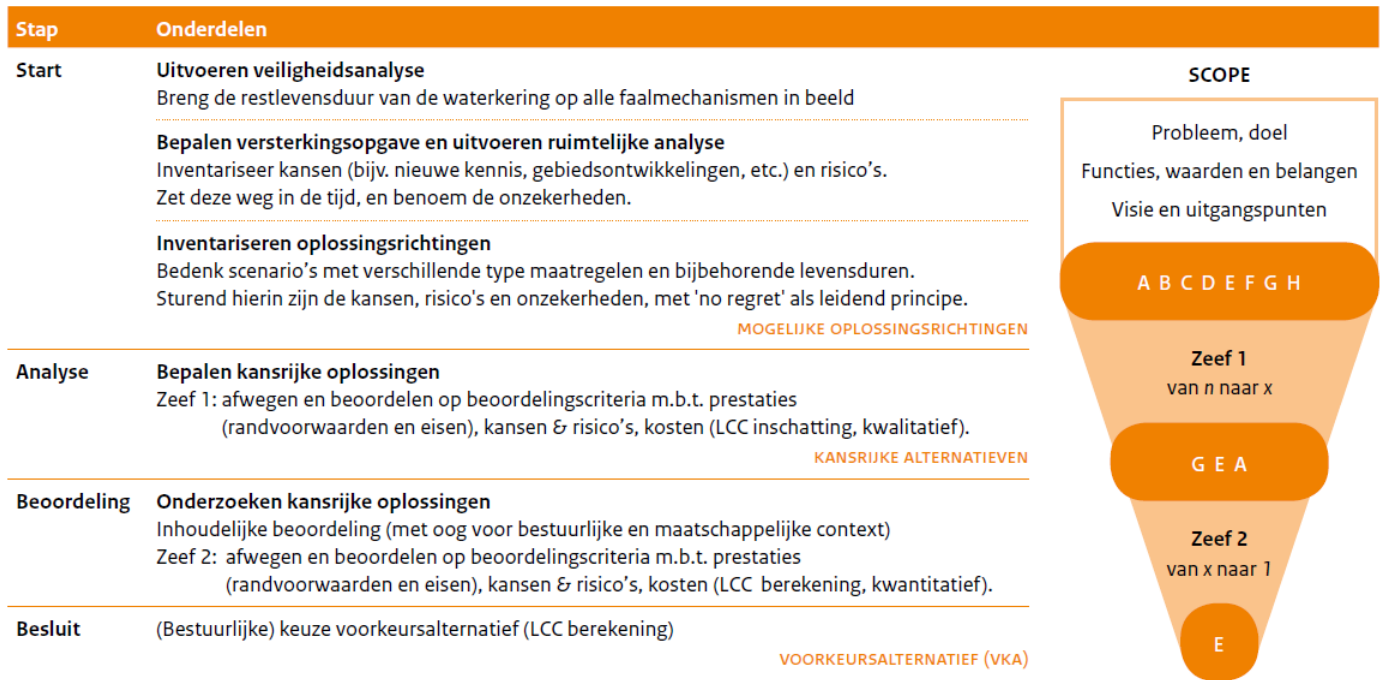 Stap Onderdelen
Start
Uitvoeren veiligheidsanalyse
Breng de restlevensduur van de waterkering op alle faalmechanismen in beeld
Bepalen versterkingsopgave en uitvoeren ruimtelijke analyse
Inventariseer kansen (bijv. nieuwe kennis, gebiedsontwikkelingen, etc.) en risico’s.
Zet deze weg in de tijd, en benoem de onzekerheden.
Inventariseren oplossingsrichtingen
Bedenk scenario’s met verschillende type maatregelen en bijbehorende levensduren.
Sturend hierin zijn de kansen, risico's en onzekerheden, met 'no regret' als leidend principe.
MOGELIJKE OPLOSSINGSRICHTINGEN
Analyse
Bepalen kansrijke oplossingen
Zeef 1: afwegen en beoordelen op beoordelingscriteria m.b.t. prestaties
(randvoorwaarden en eisen), kansen & risico’s, kosten (LCC inschatting, kwalitatief).
KANSRIJKE ALTERNATIEVEN
Beoordeling
Onderzoeken kansrijke oplossingen
Inhoudelijke beoordeling (met oog voor bestuurlijke en maatschappelijke context)
Zeef 2: afwegen en beoordelen op beoordelingscriteria m.b.t. prestaties
(randvoorwaarden en eisen), kansen & risico’s, kosten (LCC berekening, kwantitatief).
Besluit
(Bestuurlijke) keuze voorkeursalternatief (LCC berekening)
VOORKEURSALTERNATIEF (VKA)
SCOPE
Probleem, doel
Functies, waarden en belangen
Visie en uitgangspunten
A B C D E F G H
Zeef 1
van n naar x
G E A
Zeef 2
van x naar 1
E